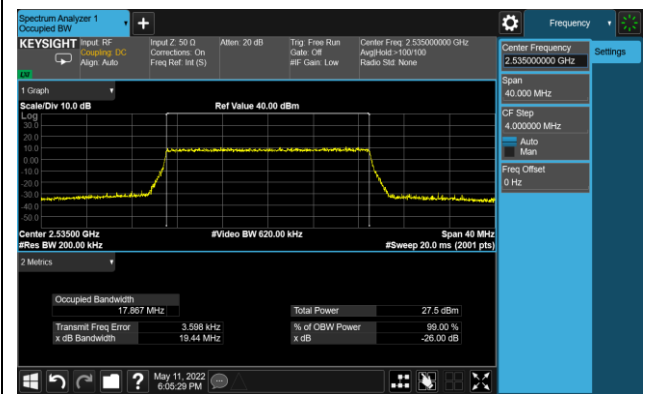 Spectrum Analyzer 1
Occupied BW
Frequency
KEYSIGHT
Input: RF
Coupling: DC
Align: Auto
Input Z: 50 Ω
Corrections: On
Freq Ref: Int (S)
Atten: 20 dB
Trig: Free Run
Gate: Off
#IF Gain: Low
Center Freq: 2.535000000 GHz
Avg|Hold:>100/100
Radio Std: None
Center Frequency
2.535000000 GHz
Settings
Span
40.000 MHz
CF Step
4.000000 MHz
Auto
Man
Freq Offset
0 Hz
1 Graph
Scale/Div 10.0 dB
Ref Value 40.00 dBm
Log
30.0
20.0
10.0
0.00
-10.0
-20.0
-30.0
-40.0
-50.0
Center 2.53500 GHz
#Video BW 620.00 kHz
Span 40 MHz
#Res BW 200.00 kHz
#Sweep 20.0 ms (2001 pts)
2 Metrics
Occupied Bandwidth
17.867 MHz
Total Power 27.5 dBm
Transmit Freq Error 3.598 kHz
% of OBW Power 99.00 %
x dB Bandwidth 19.44 MHz
x dB -26.00 dB
?
May 11, 2022
6:05:29 PM